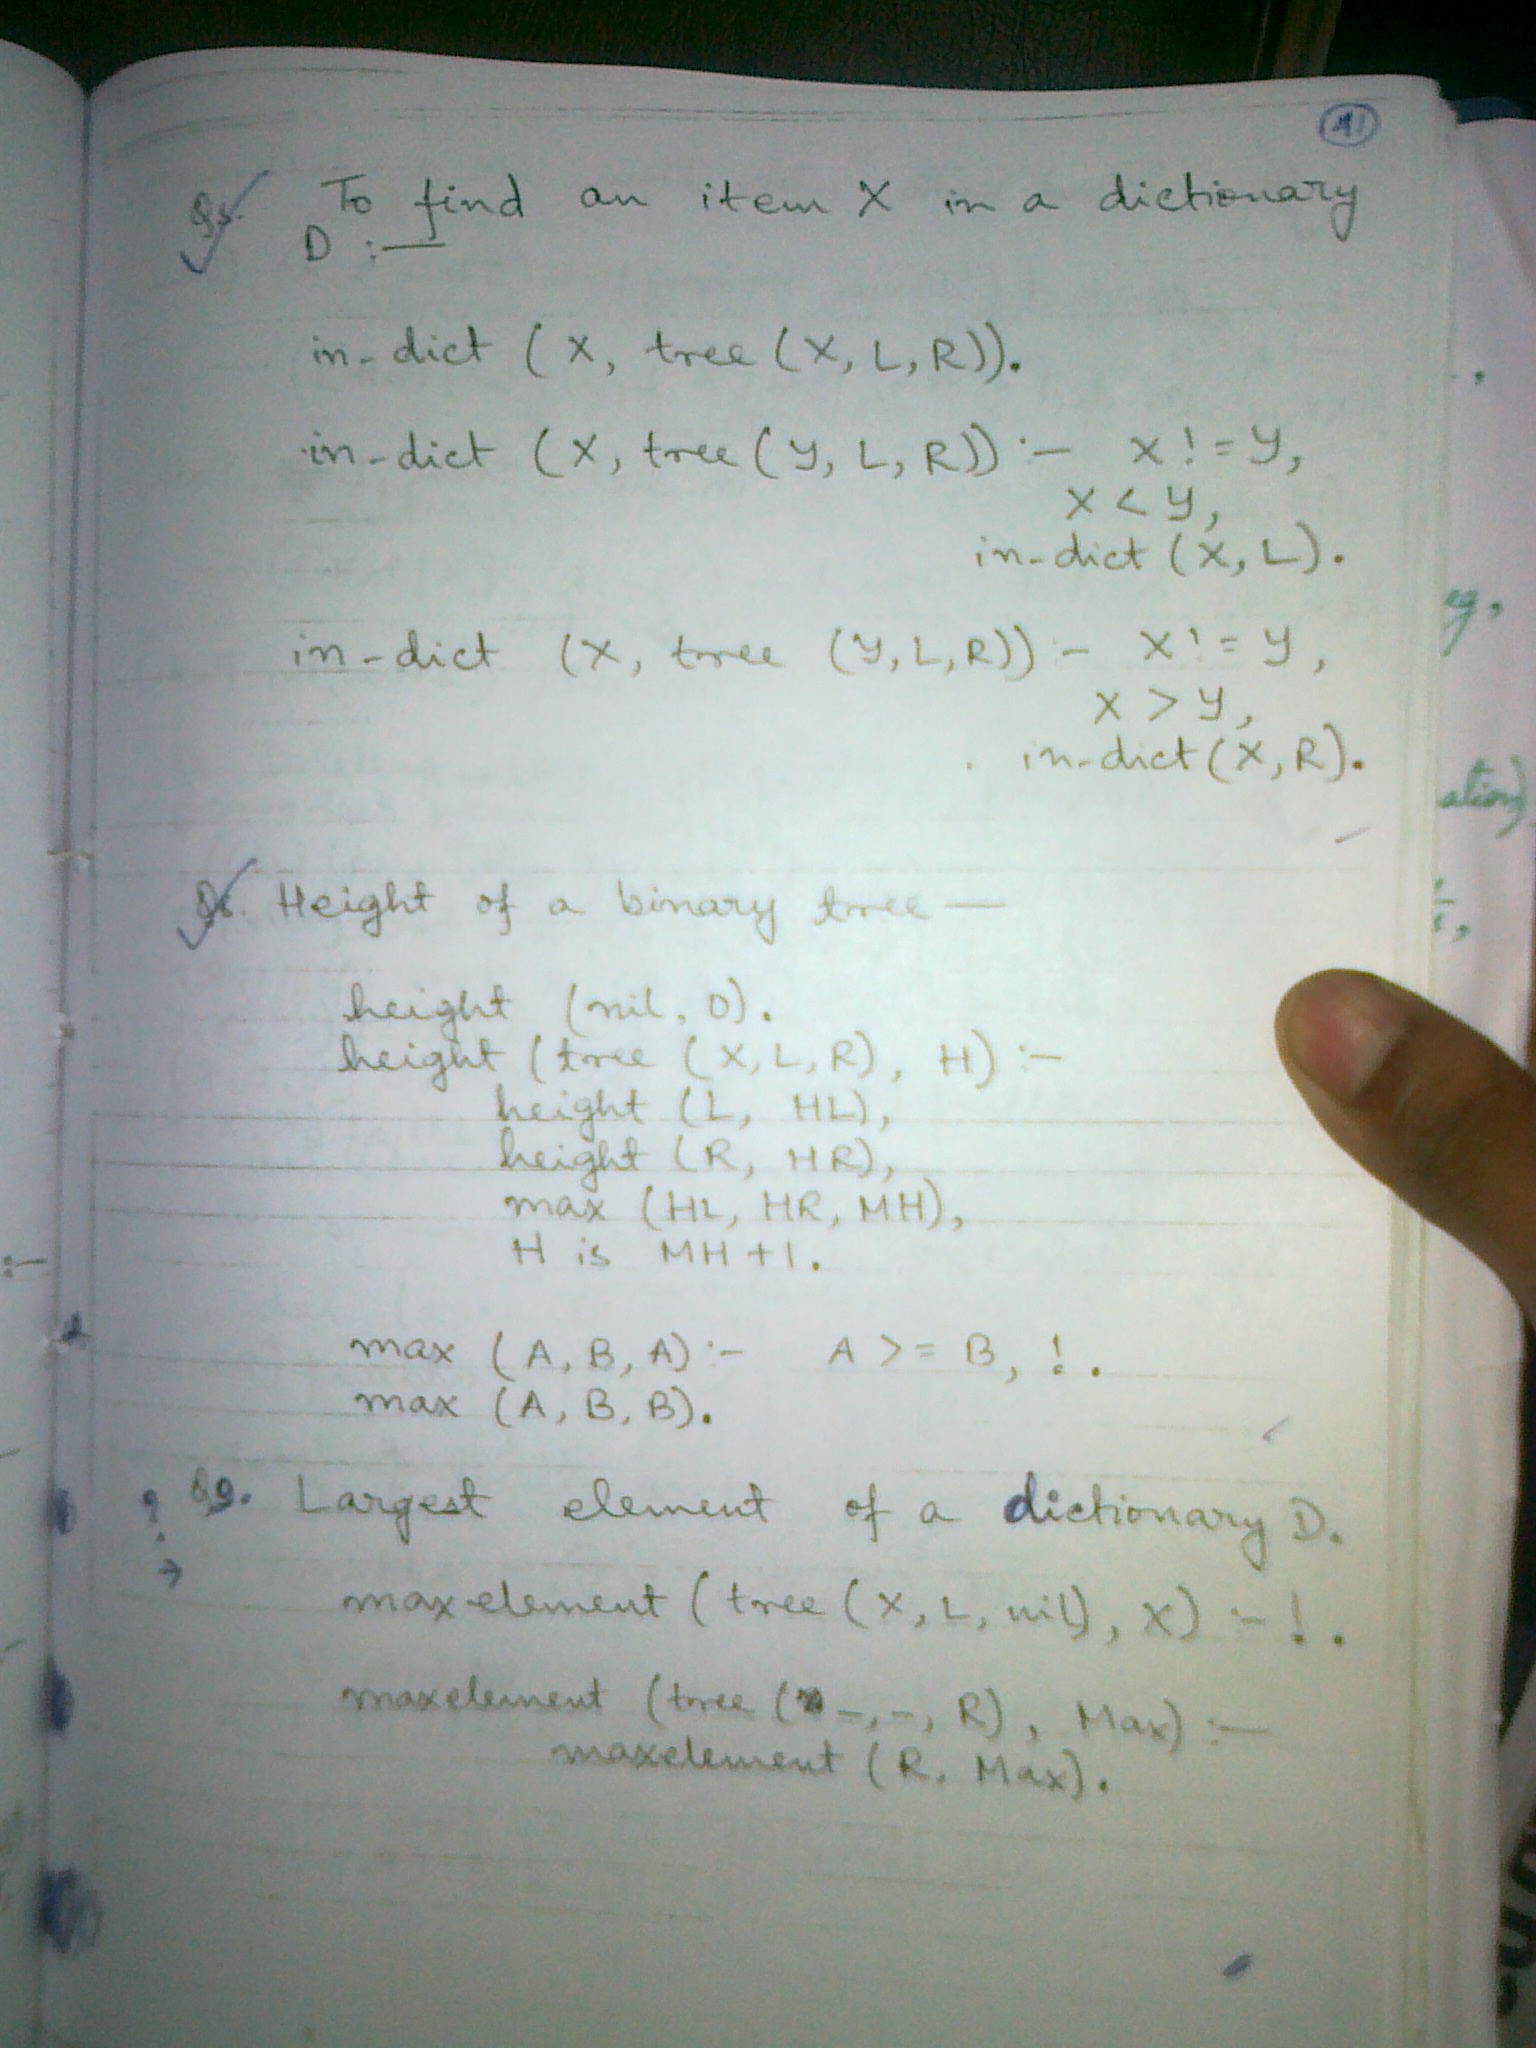 41
Q5. To find an item X in a dictionary
D :—
in-dict (X, tree (X, L, R)).
in-dict (X, tree (Y, L, R)) :- X != Y,
X < Y,
in-dict (X, L).
in-dict (X, tree (Y, L, R)) :- X != Y,
X > Y,
in-dict (X, R).
Height of a binary tree —
height (nil, 0).
height (tree (X, L, R), H) :-
height (L, HL),
height (R, HR),
max (HL, HR, MH),
H is MH + 1.
max (A, B, A) :- A >= B, !.
max (A, B, B).
? Q9. Largest element of a dictionary D.
→
maxelement (tree (X, L, nil), X) :- !.
maxelement (tree (_, _, R), Max) :-
maxelement (R, Max).
eg,
ation)